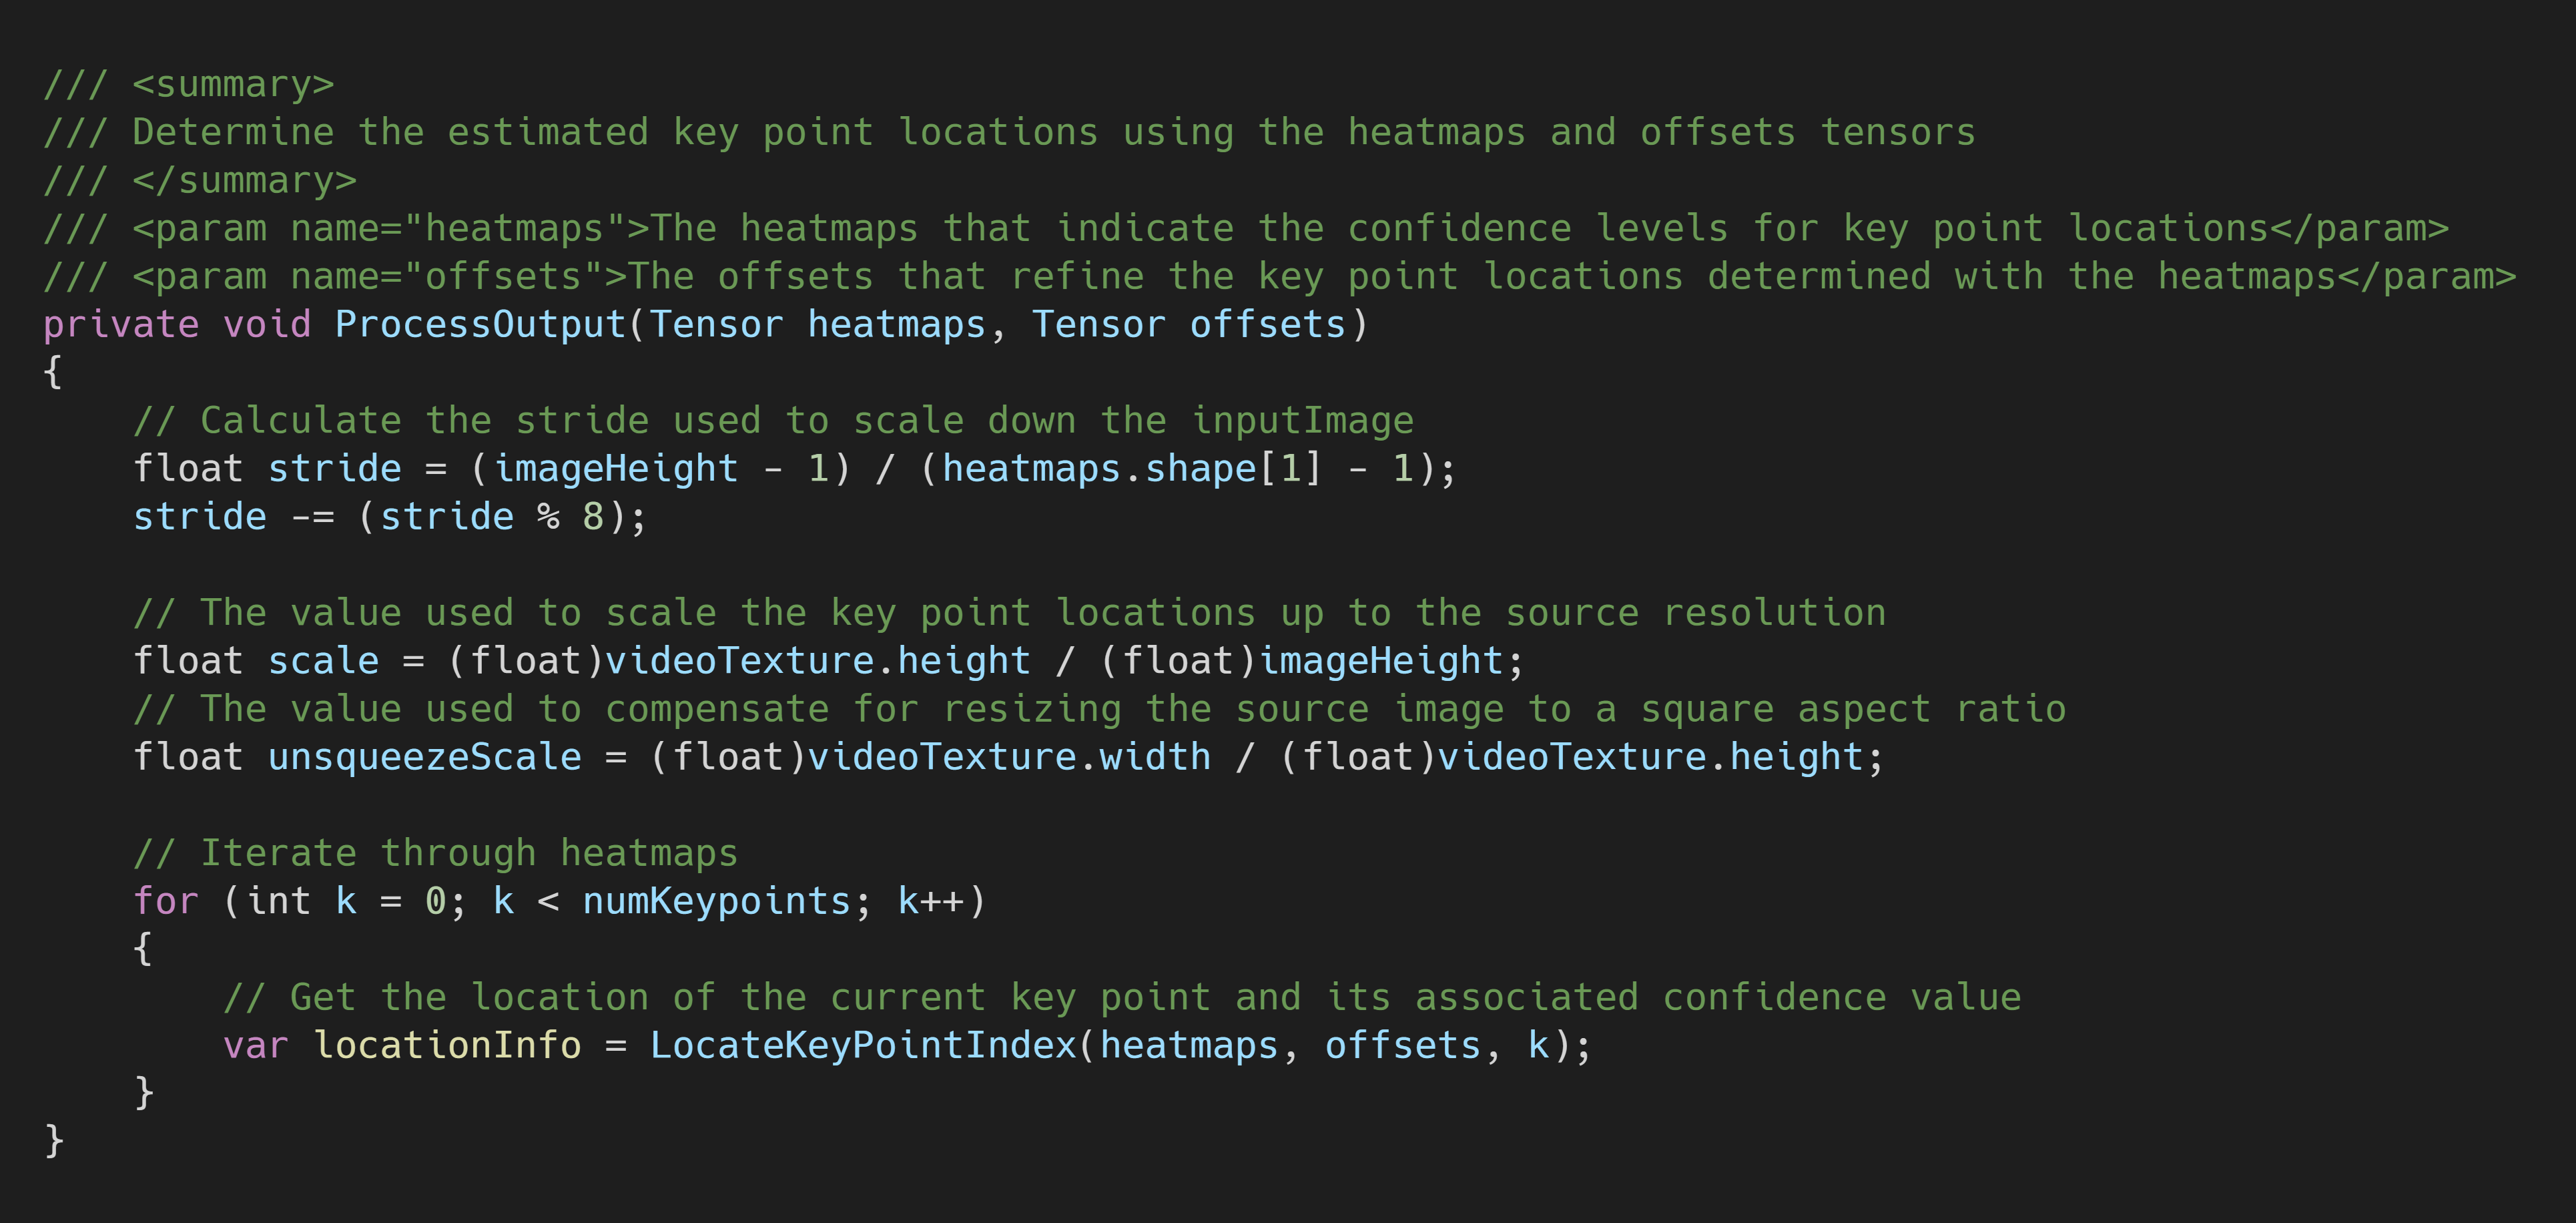 /// <summary>
/// Determine the estimated key point locations using the heatmaps and offsets tensors
/// </summary>
/// <param name="heatmaps">The heatmaps that indicate the confidence levels for key point locations</param>
/// <param name="offsets">The offsets that refine the key point locations determined with the heatmaps</param>
private void ProcessOutput(Tensor heatmaps, Tensor offsets)
{
    // Calculate the stride used to scale down the inputImage
    float stride = (imageHeight - 1) / (heatmaps.shape[1] - 1);
    stride -= (stride % 8);

    // The value used to scale the key point locations up to the source resolution
    float scale = (float)videoTexture.height / (float)imageHeight;
    // The value used to compensate for resizing the source image to a square aspect ratio
    float unsqueezeScale = (float)videoTexture.width / (float)videoTexture.height;

    // Iterate through heatmaps
    for (int k = 0; k < numKeypoints; k++)
    {
        // Get the location of the current key point and its associated confidence value
        var locationInfo = LocateKeyPointIndex(heatmaps, offsets, k);
    }
}